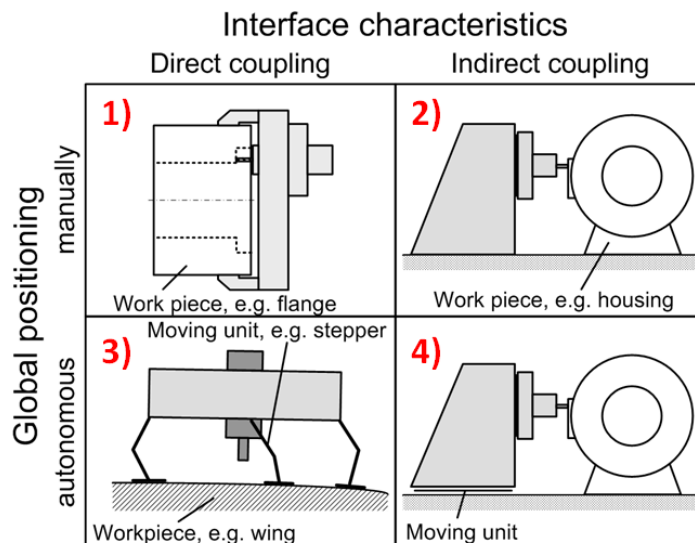 Interface characteristics
Direct coupling
Indirect coupling
Global positioning
manually
autonomous
1)
Work piece, e.g. flange
2)
Work piece, e.g. housing
3)
Moving unit, e.g. stepper
Workpiece, e.g. wing
4)
Moving unit